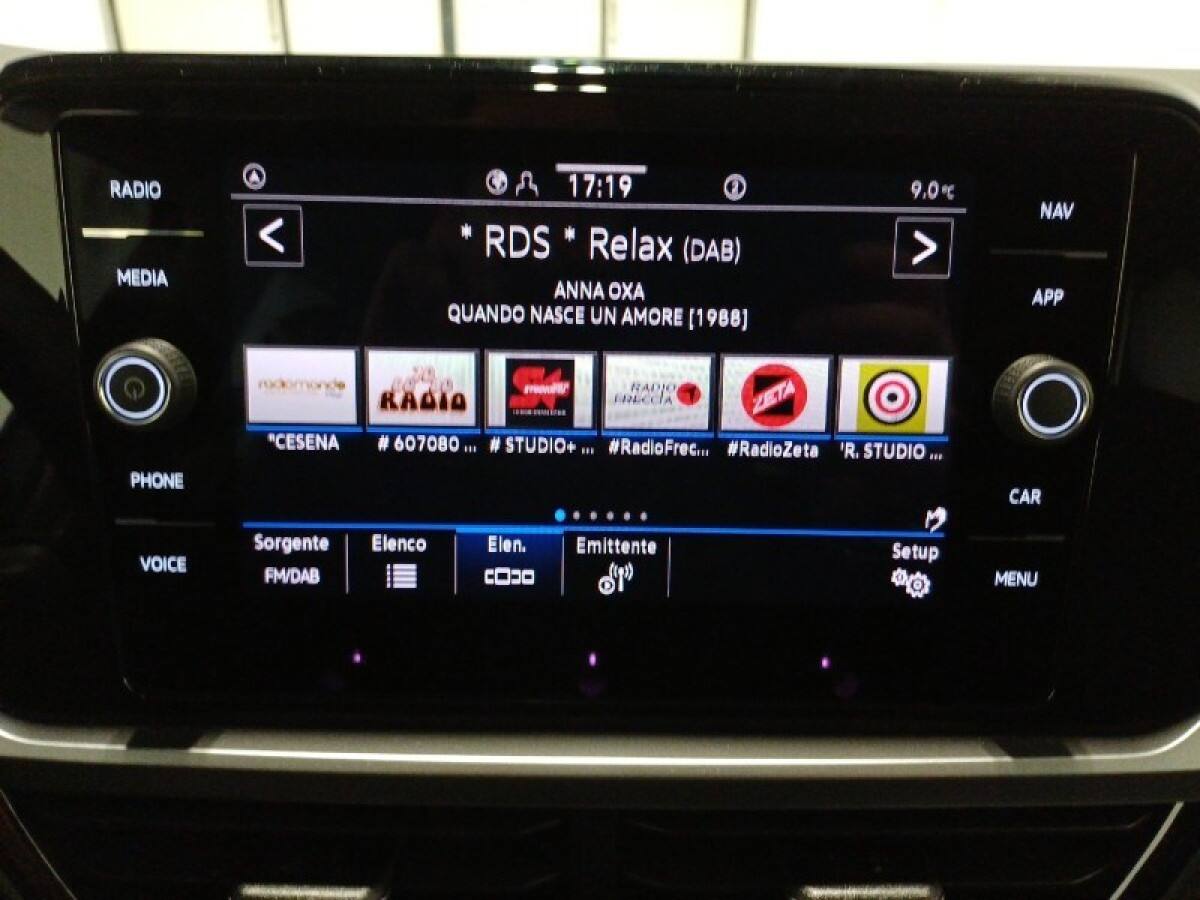 RADIO
MEDIA
PHONE
VOICE
17:19
2
9.0°C
<
* RDS * Relax (DAB)
>
ANNA OXA
QUANDO NASCE UN AMORE [1988]
RADIO
RADIO
FRECCIA
ZETA
*CESENA
# 607080 ...
# STUDIO+ ...
#RadioFrec...
#RadioZeta
'R. STUDIO ...
Sorgente
FM/DAB
Elenco
Elen.
Emittente
Setup
NAV
APP
CAR
MENU